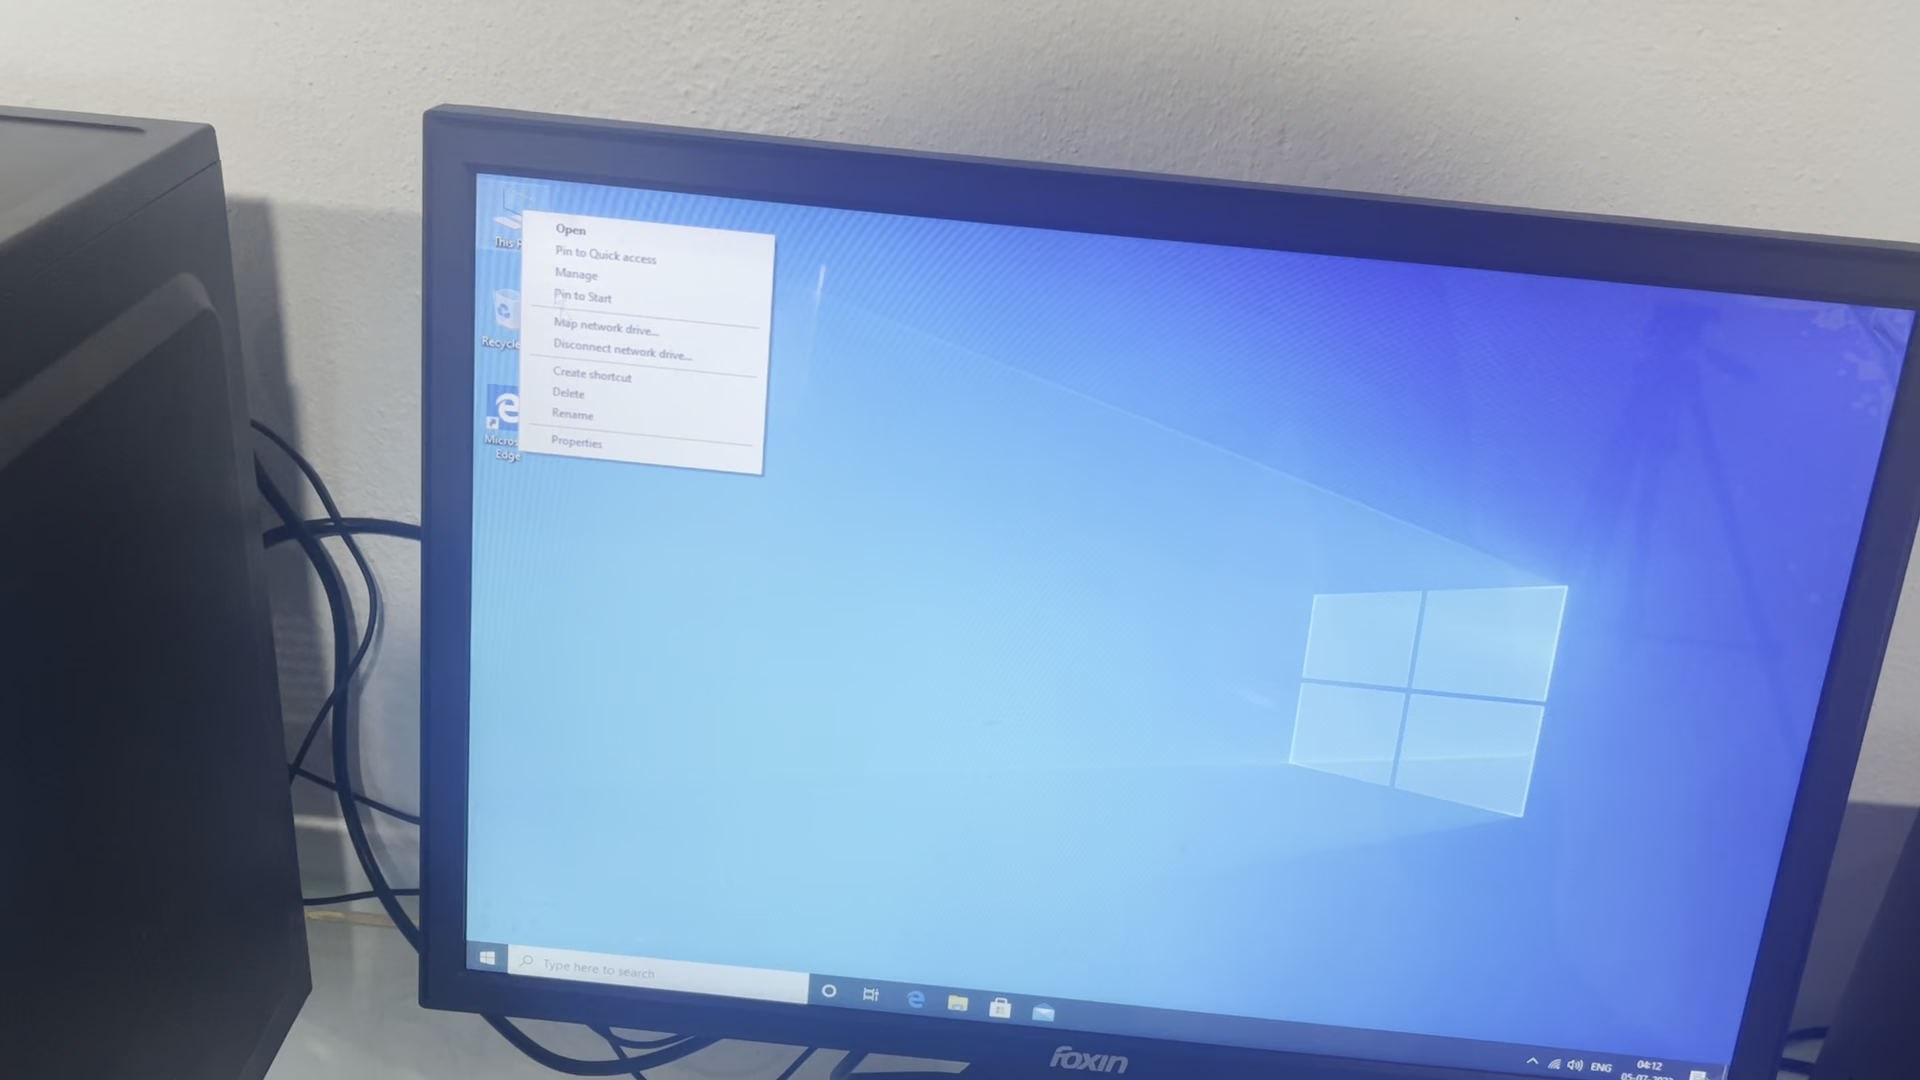 Open
Pin to Quick access
Manage
Pin to Start
Map network drive...
Disconnect network drive...
Create shortcut
Delete
Rename
Properties
This
Recycle
Edge
Type here to search
ENG
04:12
foxin